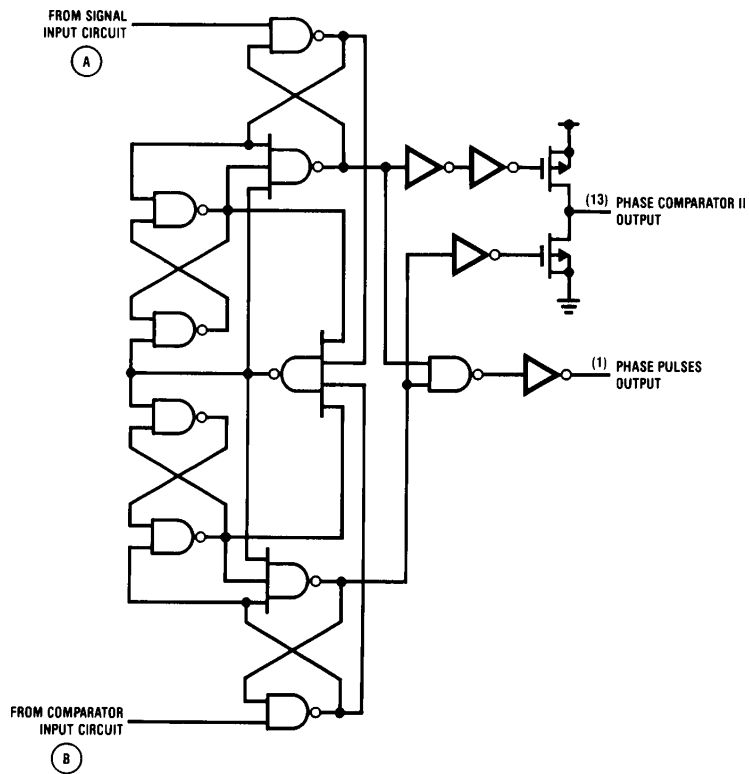 FROM SIGNAL
INPUT CIRCUIT
A
(13) PHASE COMPARATOR II
OUTPUT
(1) PHASE PULSES
OUTPUT
FROM COMPARATOR
INPUT CIRCUIT
B